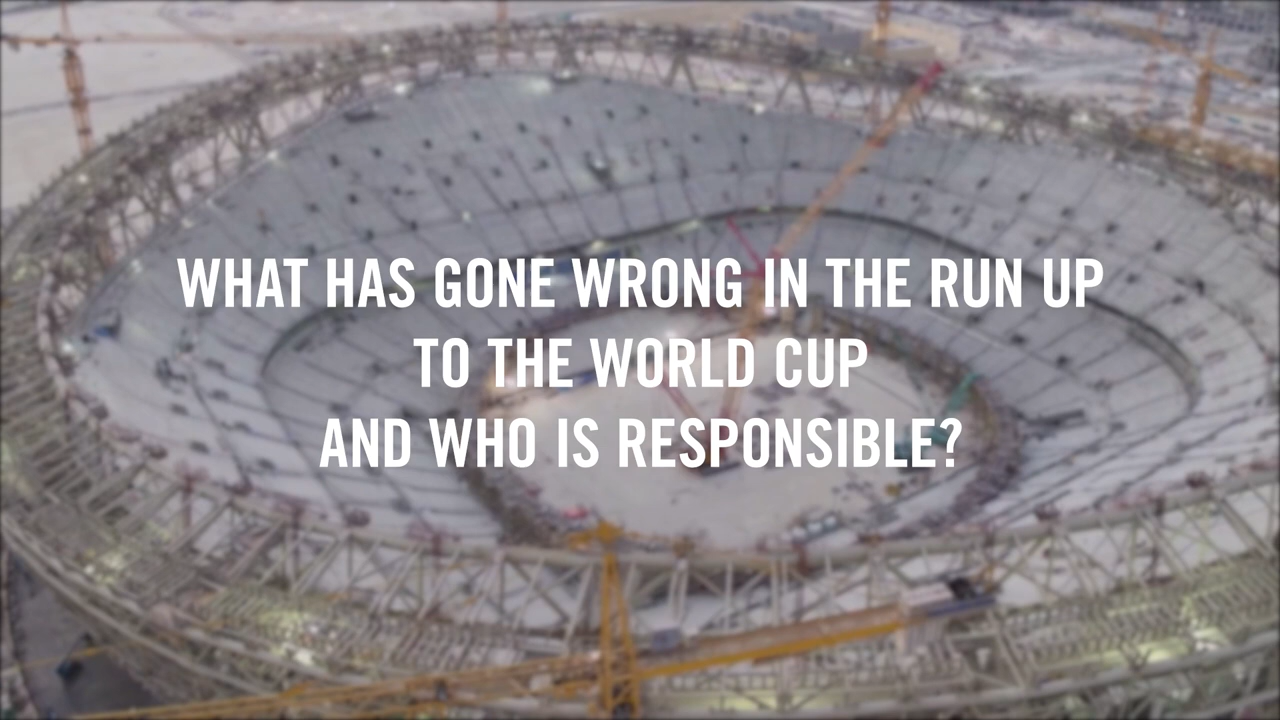 WHAT HAS GONE WRONG IN THE RUN UP
TO THE WORLD CUP
AND WHO IS RESPONSIBLE?